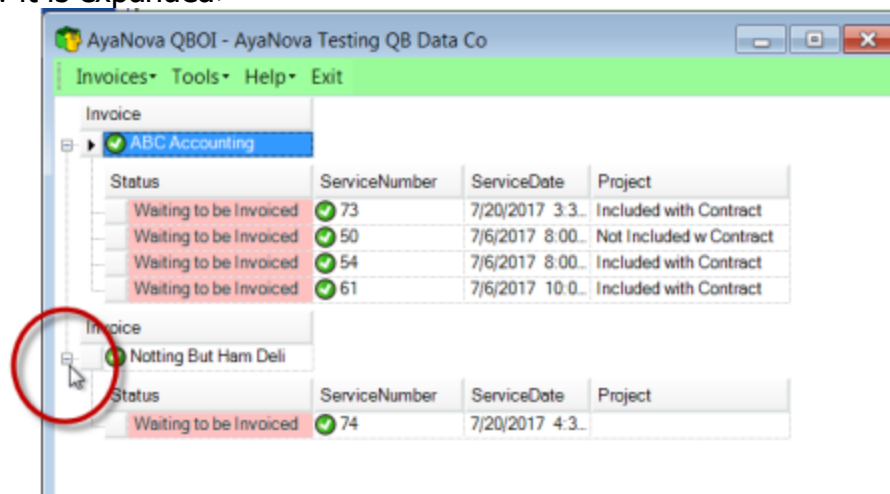 it is expanded
AyaNova QBOI - AyaNova Testing QB Data Co
Invoices Tools Help Exit
Invoice
ABC Accounting
Status ServiceNumber ServiceDate Project
Waiting to be Invoiced 73 7/20/2017 3:3... Included with Contract
Waiting to be Invoiced 50 7/6/2017 8:00... Not Included w Contract
Waiting to be Invoiced 54 7/6/2017 8:00... Included with Contract
Waiting to be Invoiced 61 7/6/2017 10:0... Included with Contract
Invoice
Notting But Ham Deli
Status ServiceNumber ServiceDate Project
Waiting to be Invoiced 74 7/20/2017 4:3...